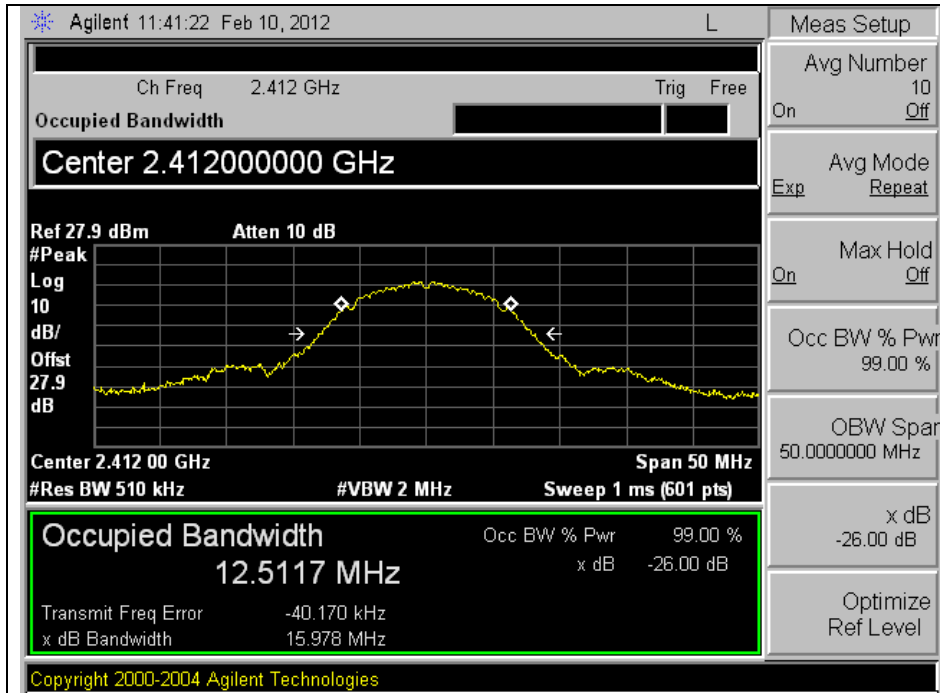 Agilent 11:41:22 Feb 10, 2012 L
Ch Freq 2.412 GHz Trig Free
Occupied Bandwidth
Center 2.412000000 GHz
Ref 27.9 dBm Atten 10 dB
#Peak
Log
10
dB/
Offst
27.9
dB
Center 2.412 00 GHz Span 50 MHz
#Res BW 510 kHz #VBW 2 MHz Sweep 1 ms (601 pts)
Occupied Bandwidth
12.5117 MHz
Occ BW % Pwr 99.00 %
x dB -26.00 dB
Transmit Freq Error -40.170 kHz
x dB Bandwidth 15.978 MHz
Copyright 2000-2004 Agilent Technologies
Meas Setup
Avg Number
10
On Off
Avg Mode
Exp Repeat
Max Hold
On Off
Occ BW % Pwr
99.00 %
OBW Span
50.0000000 MHz
x dB
-26.00 dB
Optimize
Ref Level